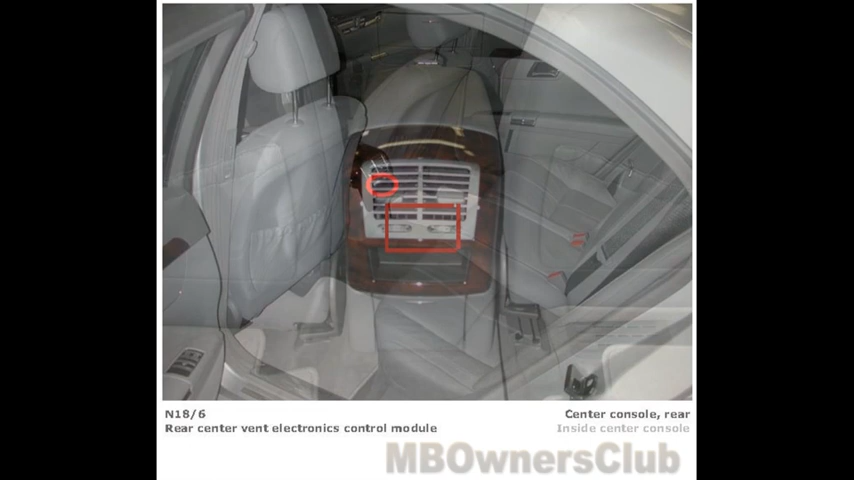 N18/6
Center console, rear
Rear center vent electronics control module
Inside center console
MBOwnersClub